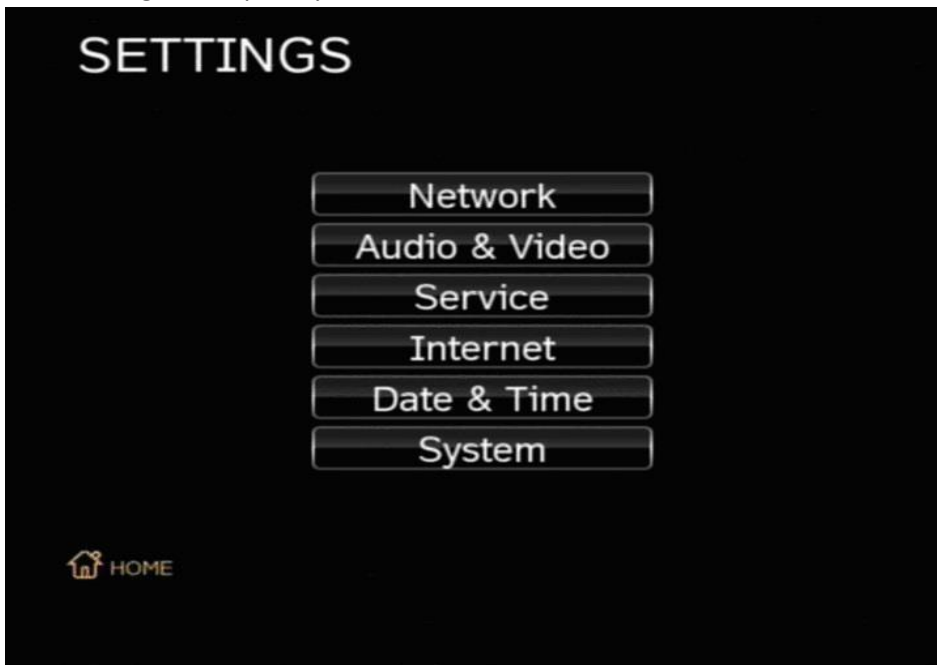 SETTINGS
Network
Audio & Video
Service
Internet
Date & Time
System
HOME